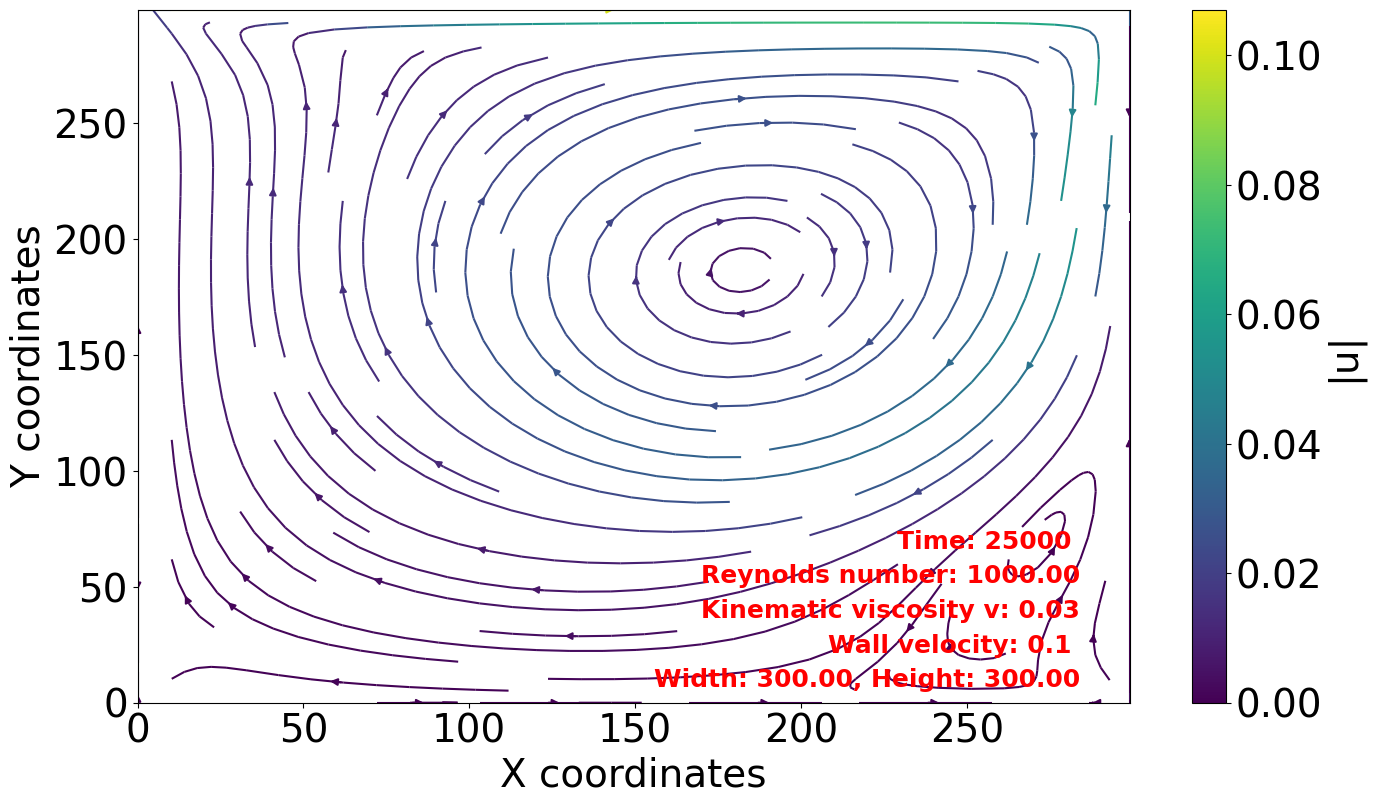 Y coordinates
250
200
150
100
50
0
0 50 100 150 200 250
X coordinates
Time: 25000
Reynolds number: 1000.00
Kinematic viscosity v: 0.03
Wall velocity: 0.1
Width: 300.00, Height: 300.00
0.10
0.08
0.06
0.04
0.02
0.00
|u|